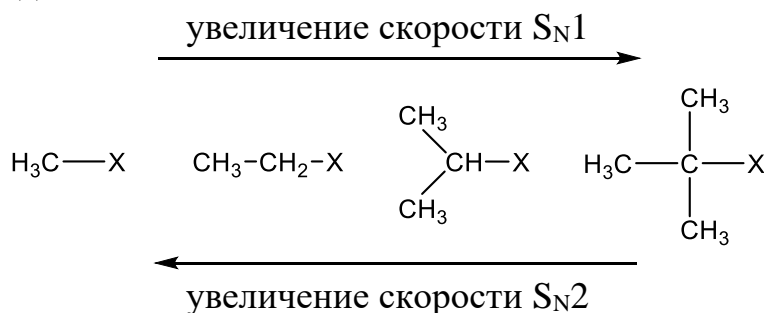 увеличение скорости SN1
H3C—X
CH3-CH2-X
CH3
CH—X
CH3
CH3
H3C—C—X
CH3
увеличение скорости SN2